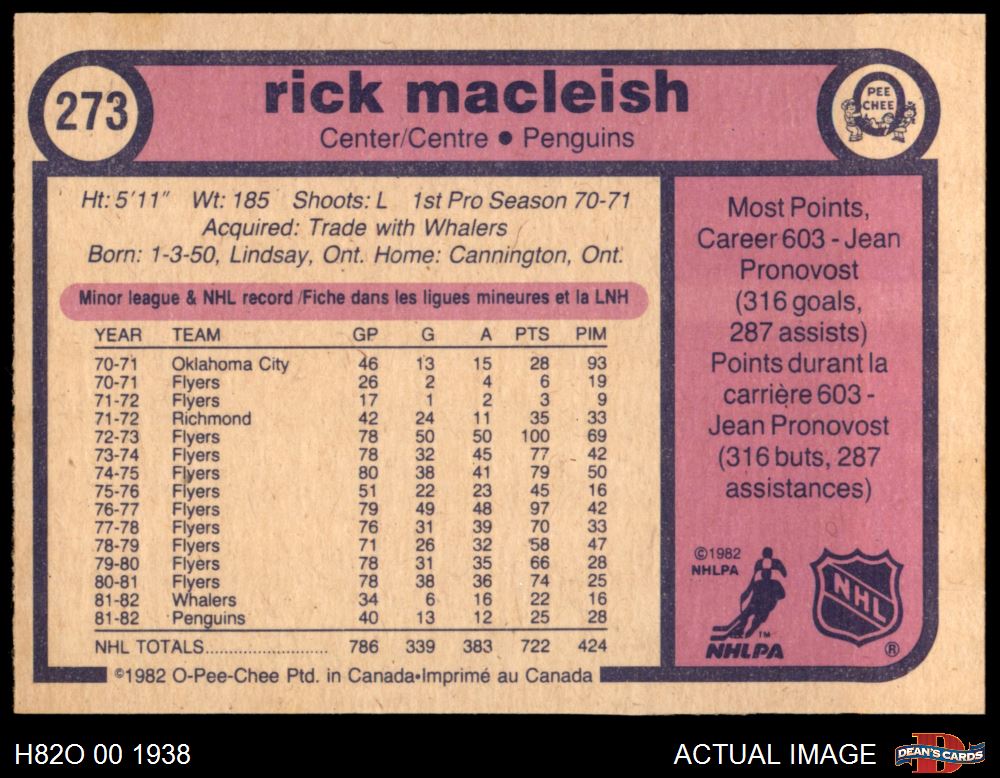 273
rick macleish
PEE
CHEE
Center/Centre ● Penguins
Ht: 5'11" Wt: 185 Shoots: L 1st Pro Season 70-71
Acquired: Trade with Whalers
Born: 1-3-50, Lindsay, Ont. Home: Cannington, Ont.
Minor league & NHL record /Fiche dans les ligues mineures et la LNH
YEAR TEAM GP G A PTS PIM
70-71 Oklahoma City 46 13 15 28 93
70-71 Flyers 26 2 4 6 19
71-72 Flyers 17 1 2 3 9
71-72 Richmond 42 24 11 35 33
72-73 Flyers 78 50 50 100 69
73-74 Flyers 78 32 45 77 42
74-75 Flyers 80 38 41 79 50
75-76 Flyers 51 22 23 45 16
76-77 Flyers 79 49 48 97 42
77-78 Flyers 76 31 39 70 33
78-79 Flyers 71 26 32 58 47
79-80 Flyers 78 31 35 66 28
80-81 Flyers 78 38 36 74 25
81-82 Whalers 34 6 16 22 16
81-82 Penguins 40 13 12 25 28
NHL TOTALS............................ 786 339 383 722 424
©1982 O-Pee-Chee Ptd. in Canada•Imprimé au Canada
Most Points,
Career 603 - Jean
Pronovost
(316 goals,
287 assists)
Points durant la
carrière 603 -
Jean Pronovost
(316 buts, 287
assistances)
©1982
NHLPA
TM
NHLPA
NHL
®
H82O 00 1938
ACTUAL IMAGE
D
DEAN'S CARDS